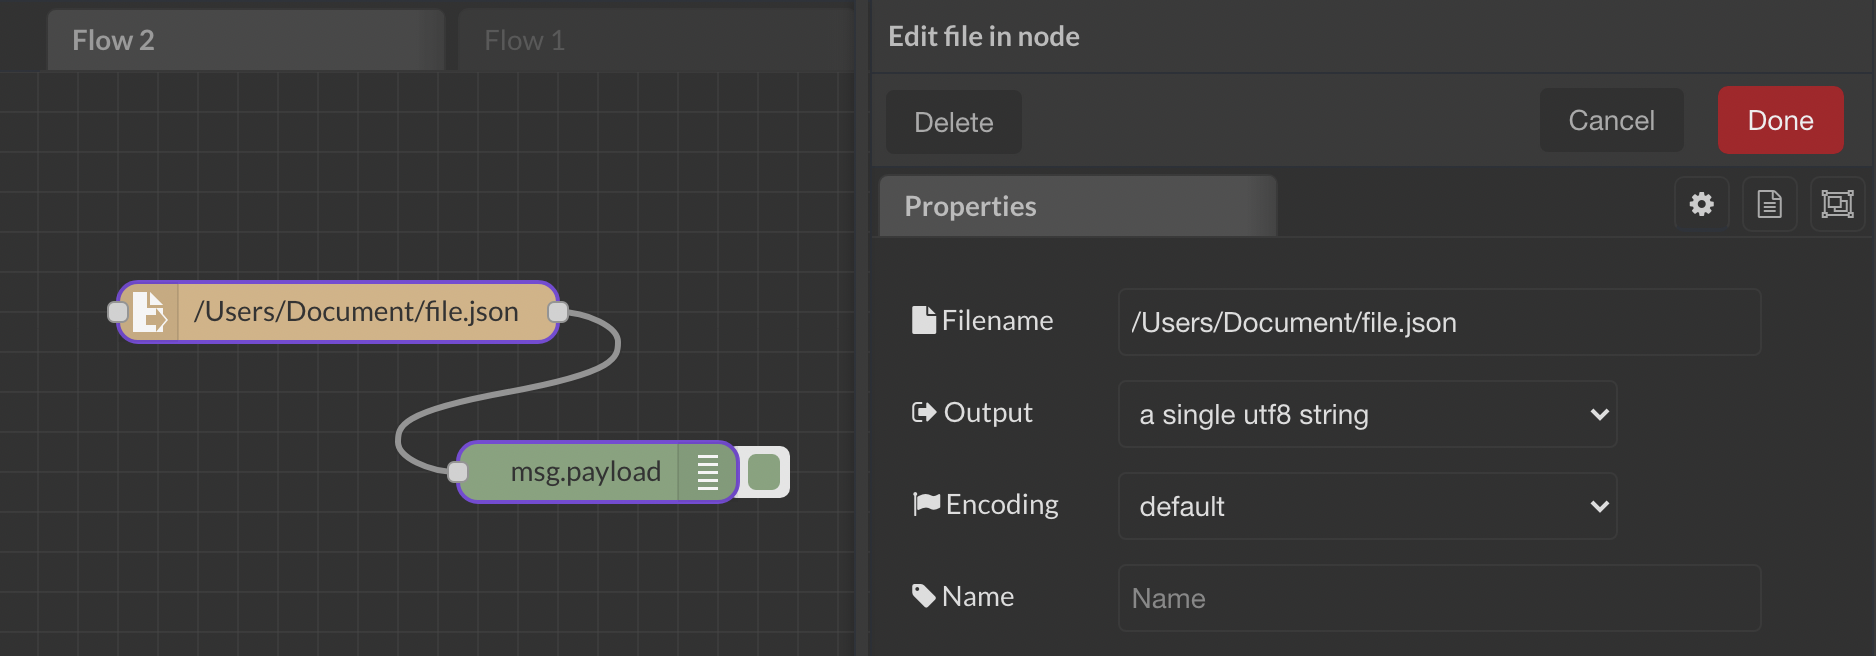 Flow 2
Flow 1
/Users/Document/file.json
msg.payload
Edit file in node
Delete
Cancel
Done
Properties
Filename
/Users/Document/file.json
Output
a single utf8 string
Encoding
default
Name
Name